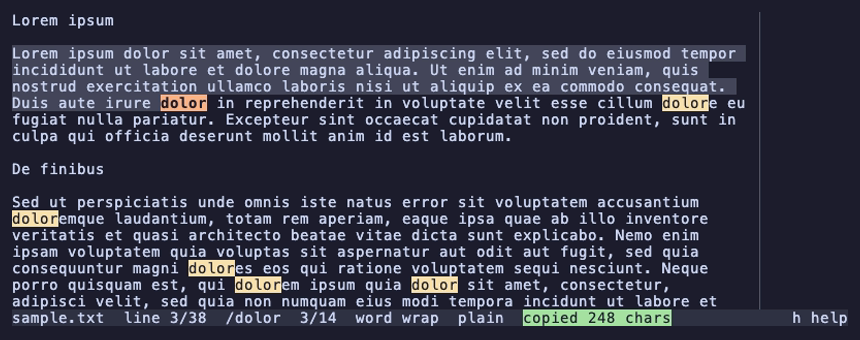 Lorem ipsum
Lorem ipsum dolor sit amet, consectetur adipiscing elit, sed do eiusmod tempor
incididunt ut labore et dolore magna aliqua. Ut enim ad minim veniam, quis
nostrud exercitation ullamco laboris nisi ut aliquip ex ea commodo consequat.
Duis aute irure dolor in reprehenderit in voluptate velit esse cillum dolore eu
fugiat nulla pariatur. Excepteur sint occaecat cupidatat non proident, sunt in
culpa qui officia deserunt mollit anim id est laborum.
De finibus
Sed ut perspiciatis unde omnis iste natus error sit voluptatem accusantium
doloremque laudantium, totam rem aperiam, eaque ipsa quae ab illo inventore
veritatis et quasi architecto beatae vitae dicta sunt explicabo. Nemo enim
ipsam voluptatem quia voluptas sit aspernatur aut odit aut fugit, sed quia
consequuntur magni dolores eos qui ratione voluptatem sequi nesciunt. Neque
porro quisquam est, qui dolorem ipsum quia dolor sit amet, consectetur,
adipisci velit, sed quia non numquam eius modi tempora incidunt ut labore et
sample.txt  line 3/38  /dolor  3/14  word wrap  plain  copied 248 chars  h help